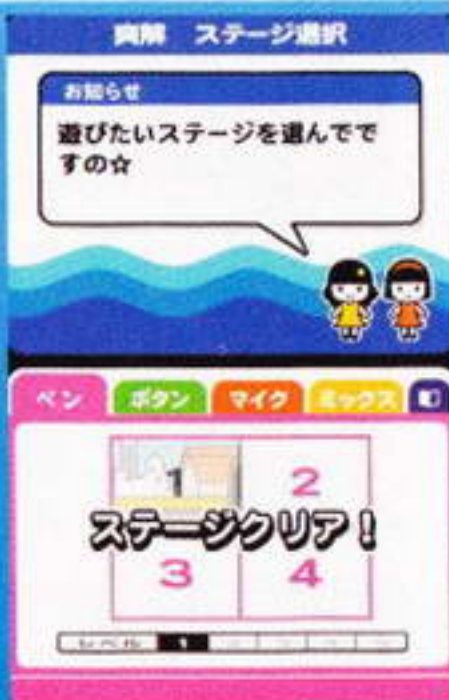 爽解 ステージ選択
お知らせ
遊びたいステージを選んでで
すの☆
ペン ボタン マイク ミックス
1 2
ステージクリア！
3 4
レベル 1